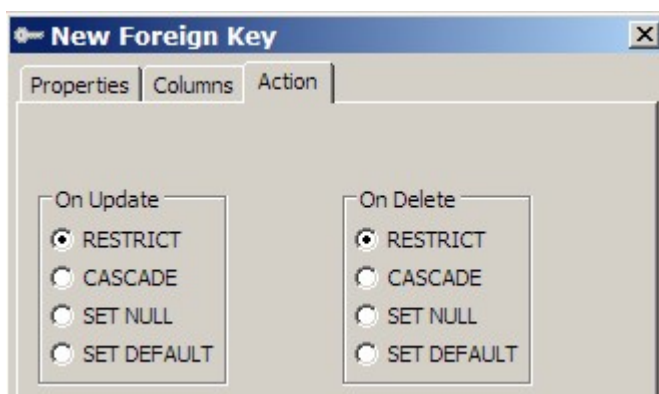 New Foreign Key
Properties Columns Action
On Update On Delete
RESTRICT RESTRICT
CASCADE CASCADE
SET NULL SET NULL
SET DEFAULT SET DEFAULT